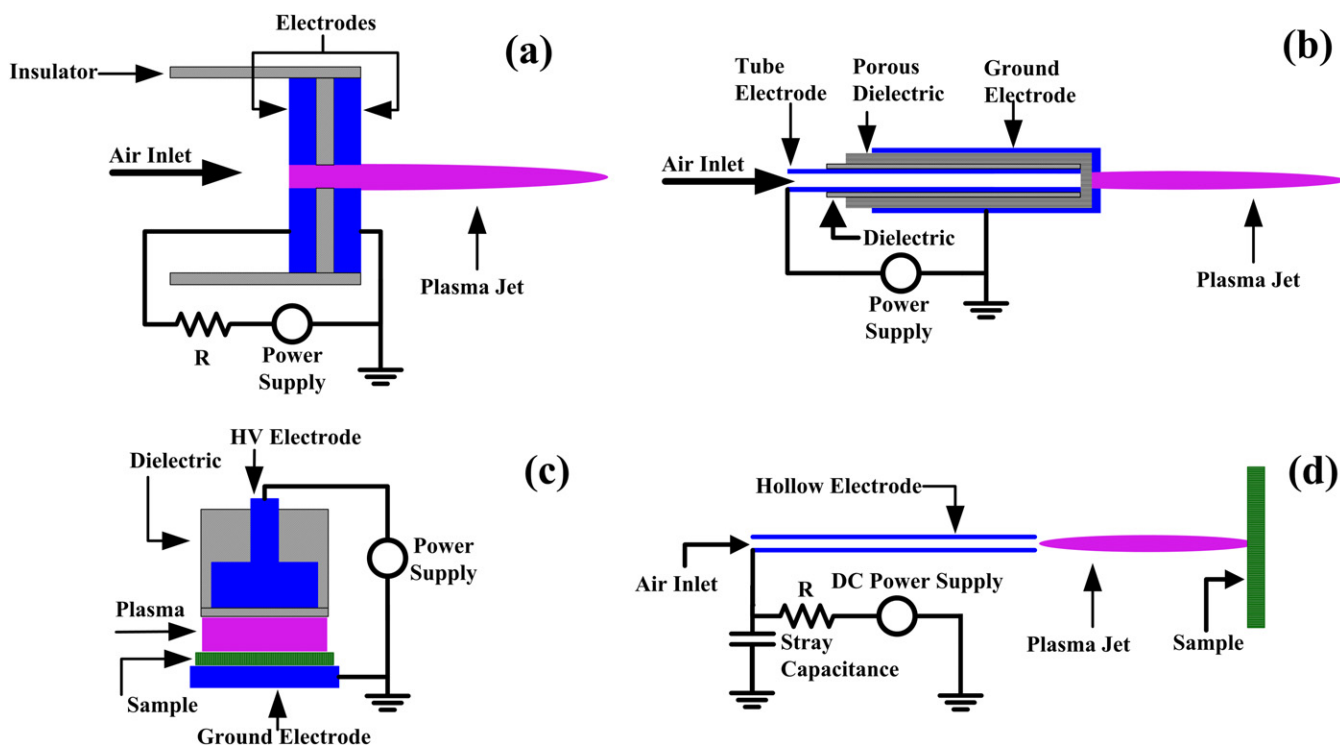 Electrodes
(a)
Insulator
Air Inlet
Plasma Jet
R
Power
Supply
(b)
Tube
Electrode
Porous
Dielectric
Ground
Electrode
Air Inlet
Dielectric
Plasma Jet
Power
Supply
HV Electrode
(c)
Dielectric
Power
Supply
Plasma
Sample
Ground Electrode
(d)
Hollow Electrode
Air Inlet
DC Power Supply
R
Stray
Capacitance
Plasma Jet
Sample